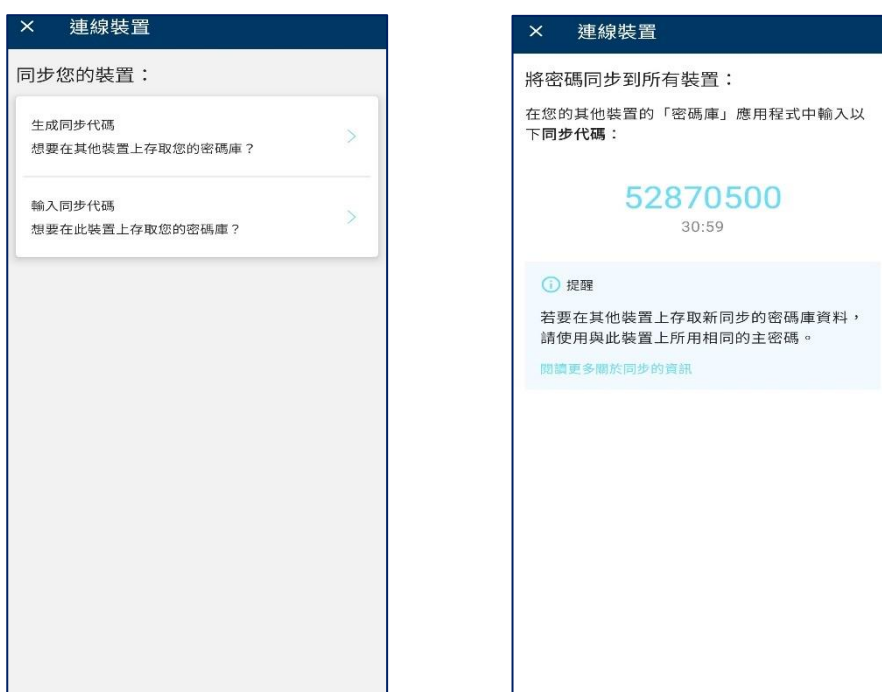 × 連線裝置
同步您的裝置：
生成同步代碼
想要在其他裝置上存取您的密碼庫？
輸入同步代碼
想要在此裝置上存取您的密碼庫？
× 連線裝置
將密碼同步到所有裝置：
在您的其他裝置的「密碼庫」應用程式中輸入以
下同步代碼：
52870500
30:59
提醒
若要在其他裝置上存取新同步的密碼庫資料，
請使用與此裝置上所用相同的主密碼。
閱讀更多關於同步的資訊